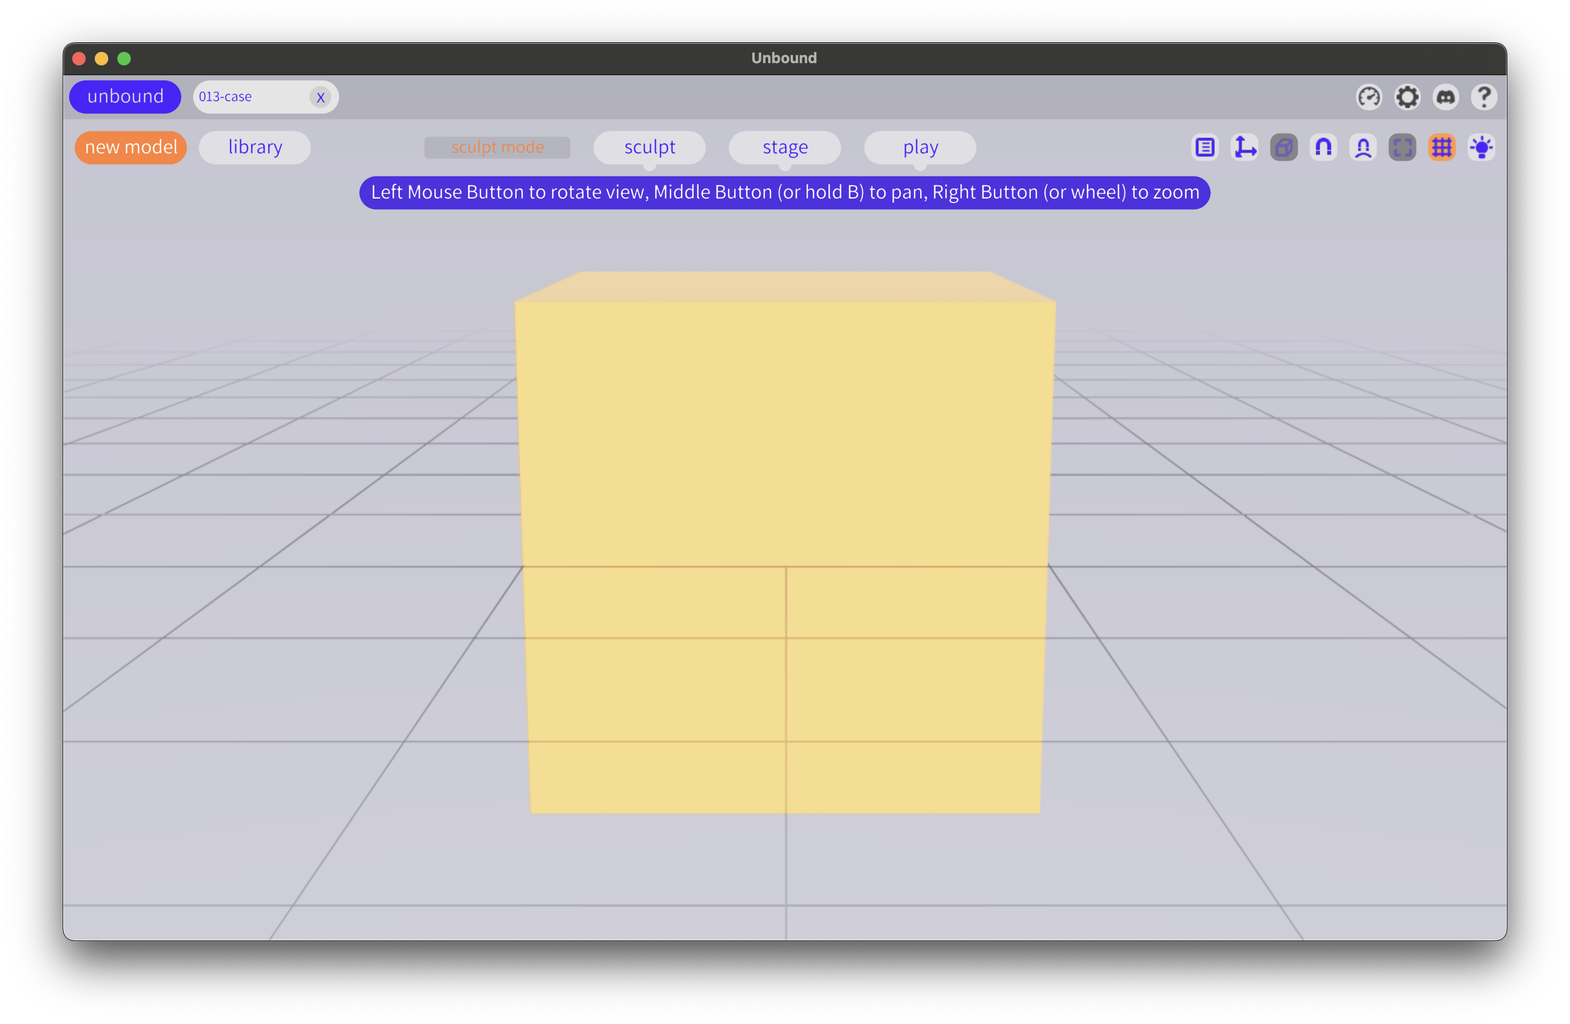 Unbound
unbound 013-case X
new model library sculpt mode sculpt stage play
Left Mouse Button to rotate view, Middle Button (or hold B) to pan, Right Button (or wheel) to zoom